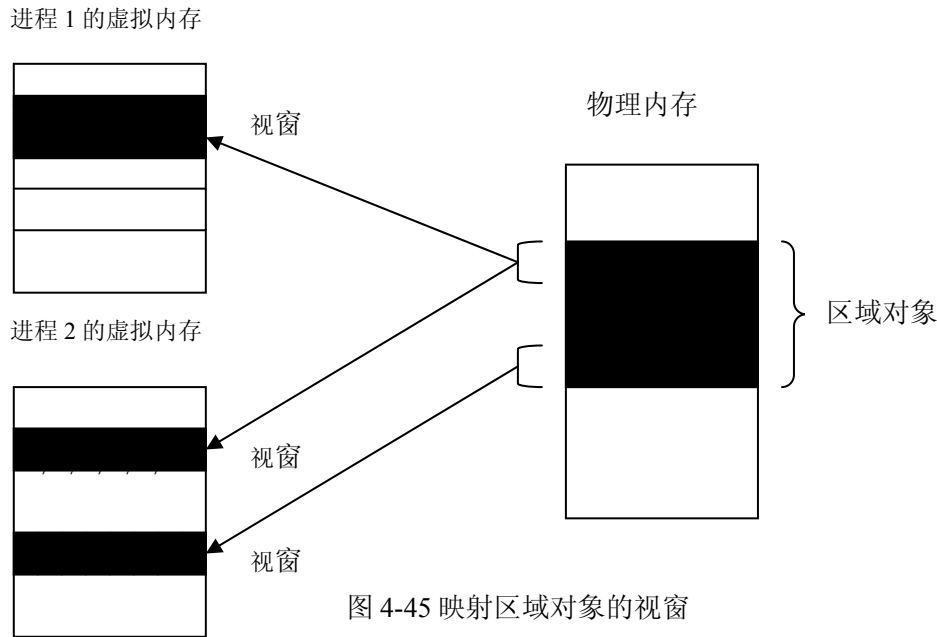 进程 1 的虚拟内存
视窗
物理内存
区域对象
进程 2 的虚拟内存
视窗
视窗
图 4-45 映射区域对象的视窗